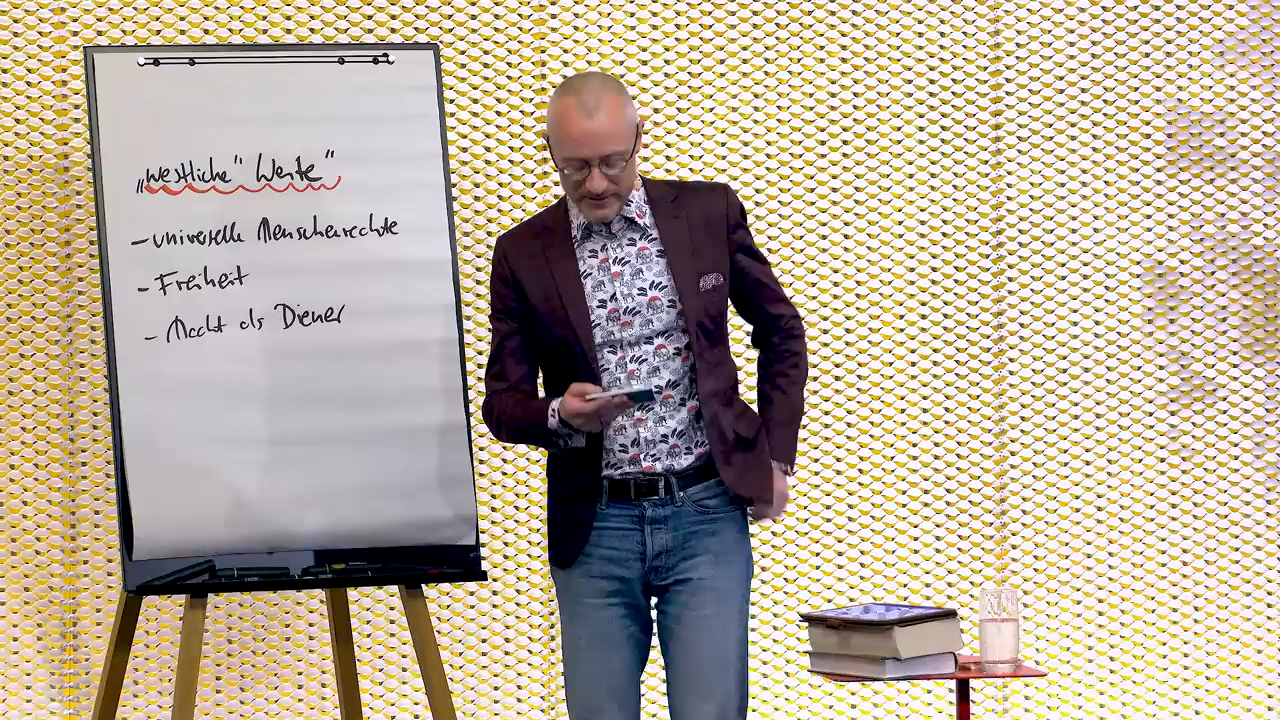 „westliche" Werte"
- universelle Menschenrechte
- Freiheit
- Macht als Diener